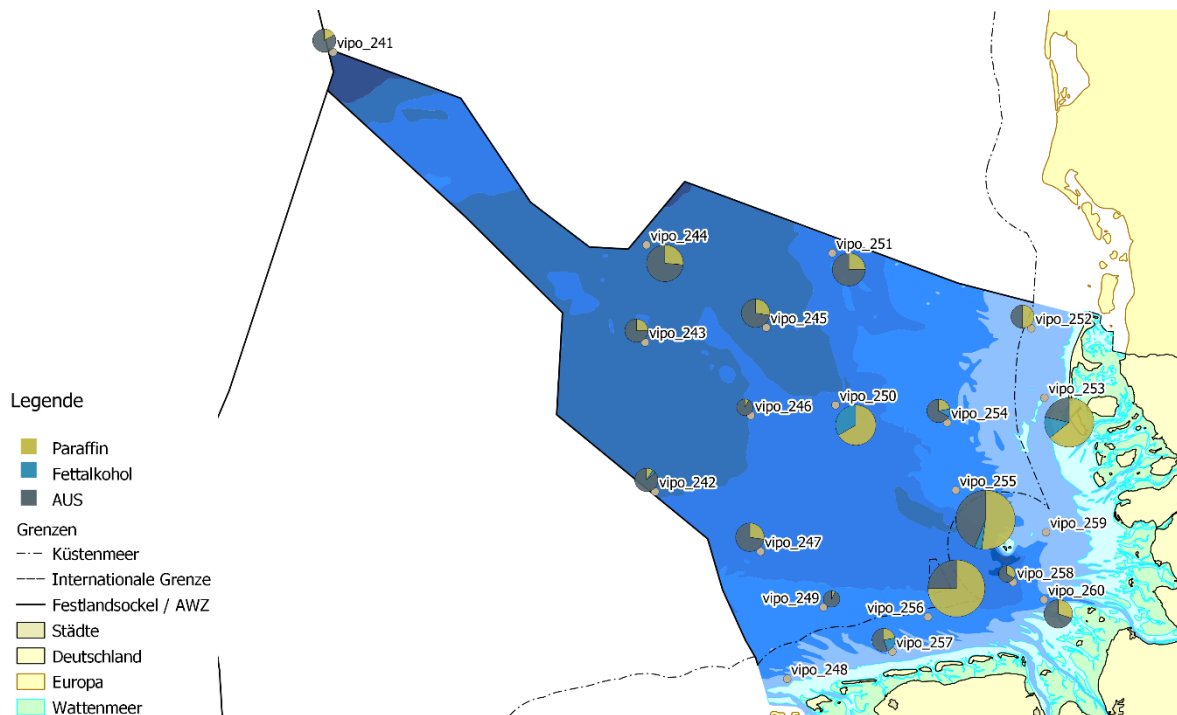 vipo_241
vipo_244
vipo_251
vipo_245
vipo_252
vipo_243
vipo_253
vipo_250
vipo_246
vipo_254
Legende
Paraffin
Fettalkohol
AUS
Grenzen
Küstenmeer
Internationale Grenze
Festlandsockel / AWZ
Städte
Deutschland
Europa
Wattenmeer
vipo_242
vipo_255
vipo_259
vipo_247
vipo_258
vipo_260
vipo_249
vipo_256
vipo_257
vipo_248